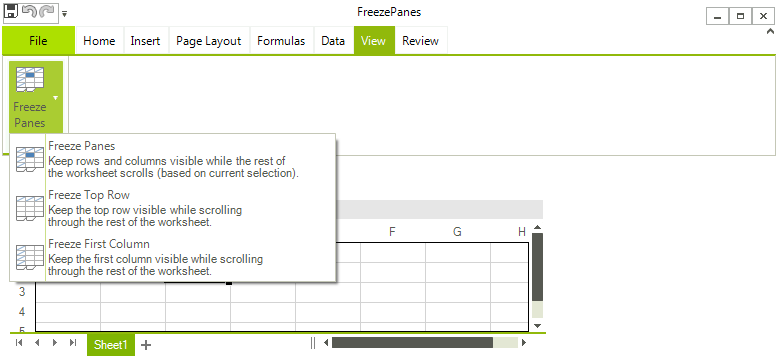 FreezePanes
File Home Insert Page Layout Formulas Data View Review
Freeze
Panes
Freeze Panes
Keep rows and columns visible while the rest of
the worksheet scrolls (based on current selection).
Freeze Top Row
Keep the top row visible while scrolling
through the rest of the worksheet.
F G H
Freeze First Column
Keep the first column visible while scrolling
through the rest of the worksheet.
3
4
5
Sheet1